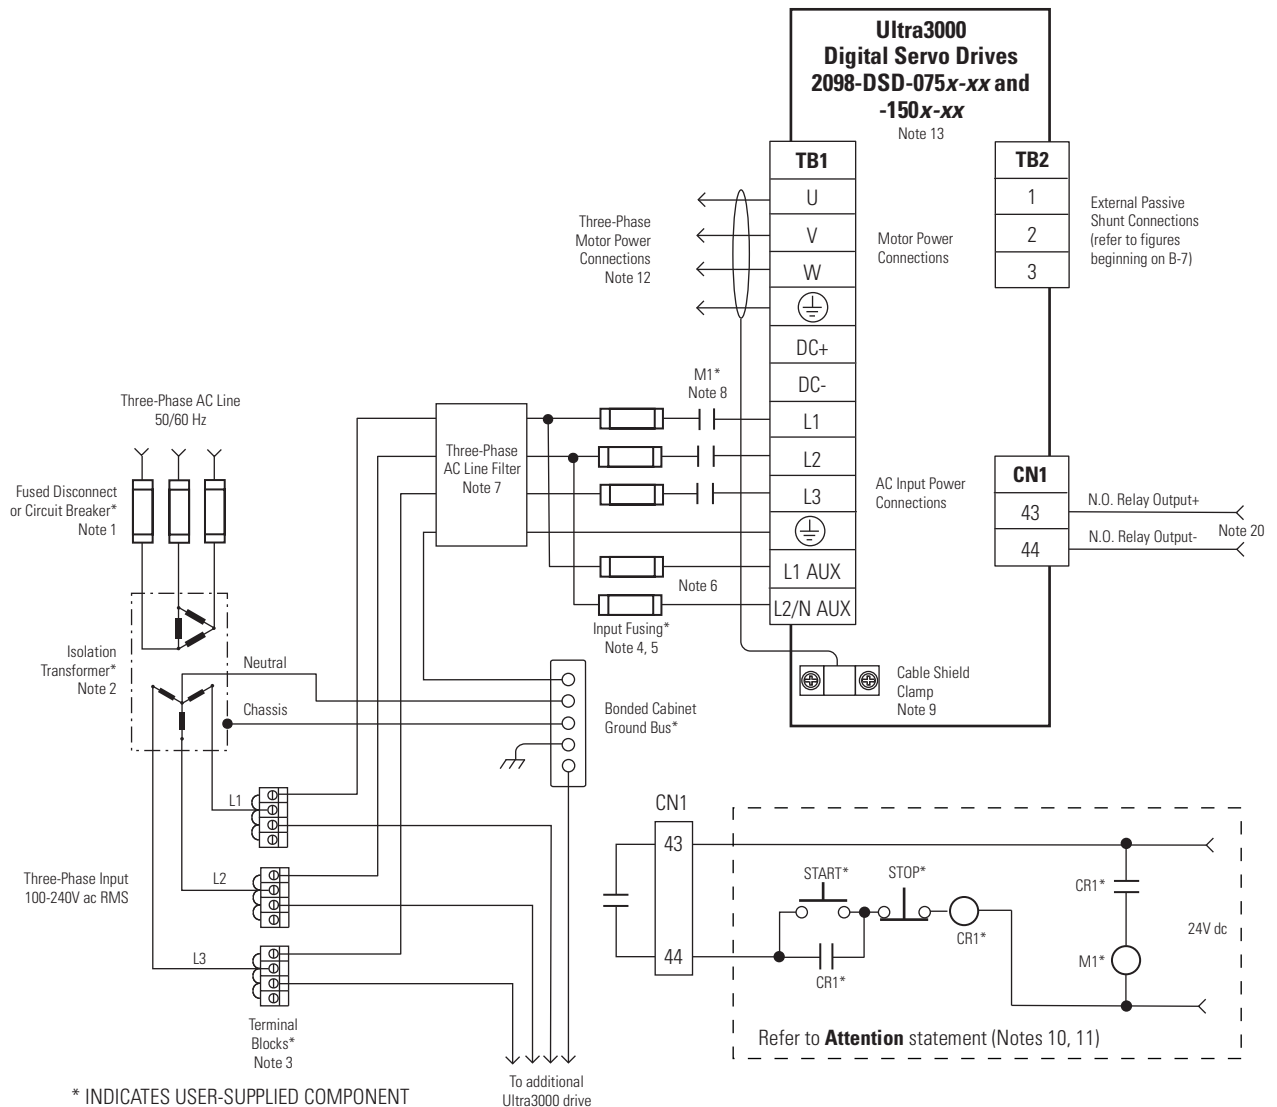 Ultra3000
Digital Servo Drives
2098-DSD-075x-xx and
-150x-xx
Note 13
TB1
U
V
W
DC+
DC-
L1
L2
L3
L1 AUX
L2/N AUX
Motor Power
Connections
AC Input Power
Connections
TB2
1
2
3
External Passive
Shunt Connections
(refer to figures
beginning on B-7)
CN1
43
44
N.O. Relay Output+
N.O. Relay Output-
Note 20
Three-Phase
Motor Power
Connections
Note 12
M1*
Note 8
Three-Phase AC Line
50/60 Hz
Fused Disconnect
or Circuit Breaker*
Note 1
Three-Phase
AC Line Filter
Note 7
Note 6
Input Fusing*
Note 4, 5
Isolation
Transformer*
Note 2
Neutral
Chassis
Bonded Cabinet
Ground Bus*
Cable Shield
Clamp
Note 9
L1
L2
L3
Three-Phase Input
100-240V ac RMS
Terminal
Blocks*
Note 3
To additional
Ultra3000 drive
CN1
43
44
START*
STOP*
CR1*
CR1*
CR1*
M1*
24V dc
Refer to Attention statement (Notes 10, 11)
* INDICATES USER-SUPPLIED COMPONENT